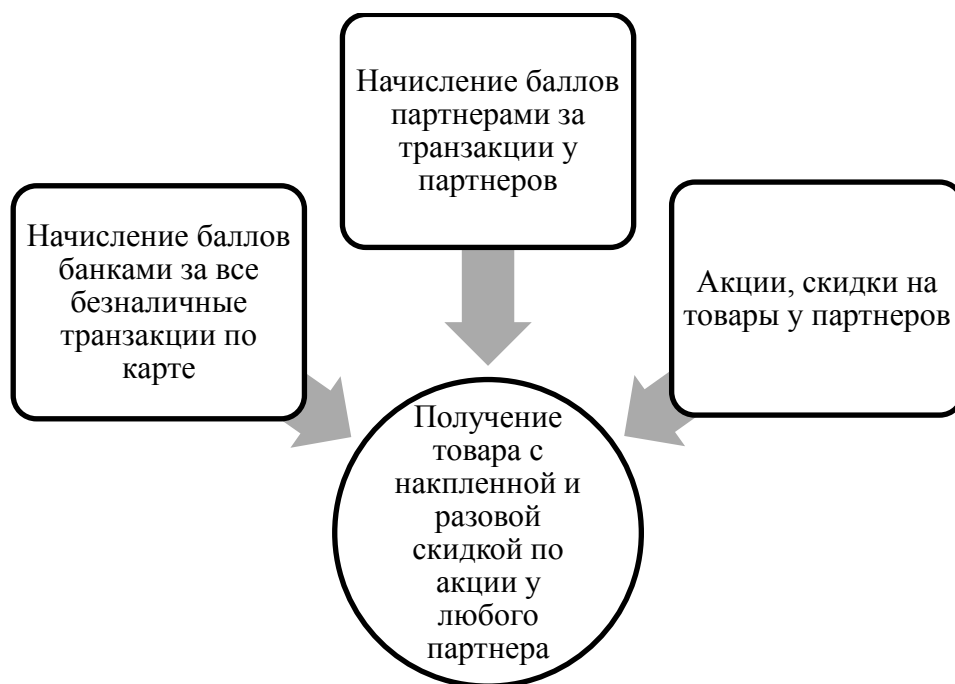 Начисление баллов
партнерами за
транзакции у
партнеров
Начисление баллов
банками за все
безналичные
транзакции по
карте
Акции, скидки на
товары у партнеров
Получение
товара с
накпленной и
разовой
скидкой по
акции у
любого
партнера